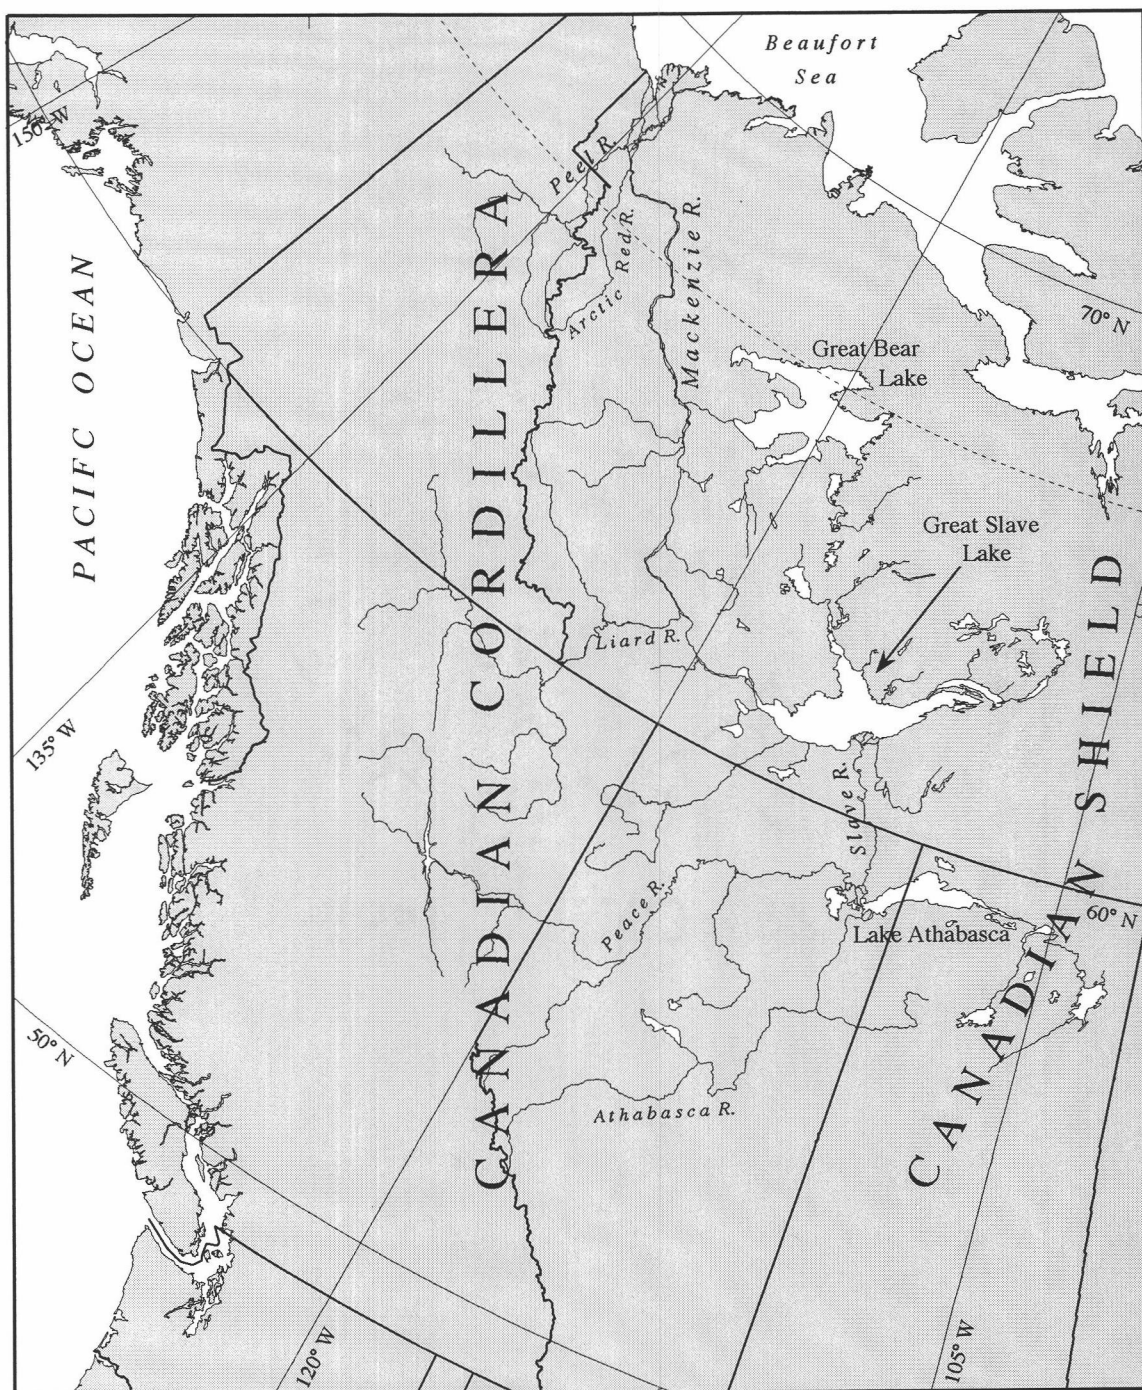 Beaufort
Sea
150° W
Peel R.
Arctic Red R.
Mackenzie R.
PACIFC OCEAN
CANADIAN CORDILLERA
70° N
Great Bear
Lake
Great Slave
Lake
Liard R.
135° W
Slave R.
CANADIAN SHIELD
60° N
Peace R.
Lake Athabasca
50° N
Athabasca R.
120° W
105° W